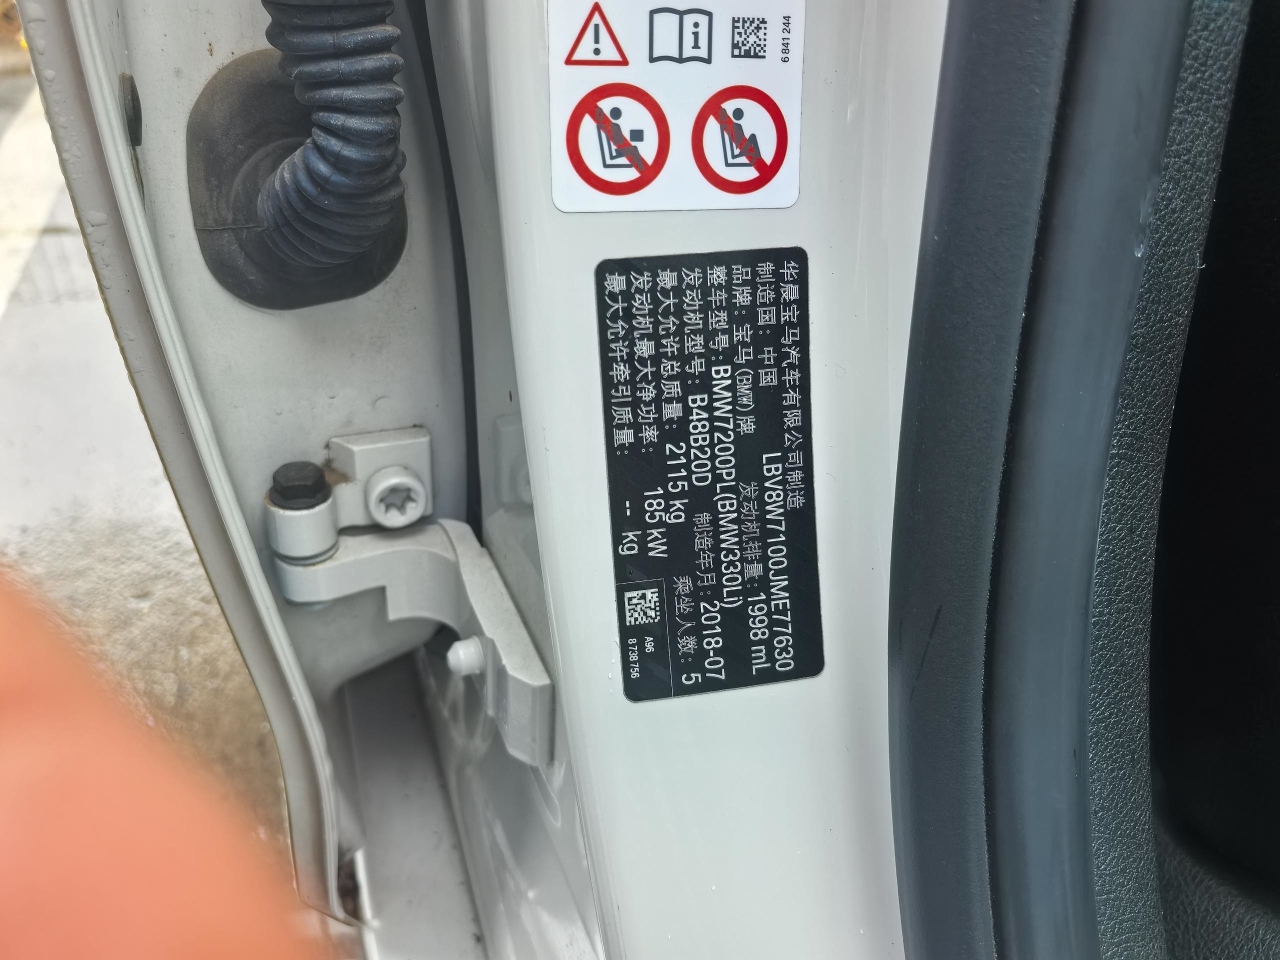 6 841 244
华晨宝马汽车有限公司制造
制造国：中国 LBV8W7100JME77630
品牌：宝马(BMW)牌 发动机排量：1998 mL
整车型号：BMW7200PL(BMW330Li)
发动机型号：B48B20D 制造年月：2018-07
最大允许总质量：2115 kg 乘坐人数：5
发动机最大净功率：185 kW
最大允许牵引质量：-- kg
A96
8 738 756